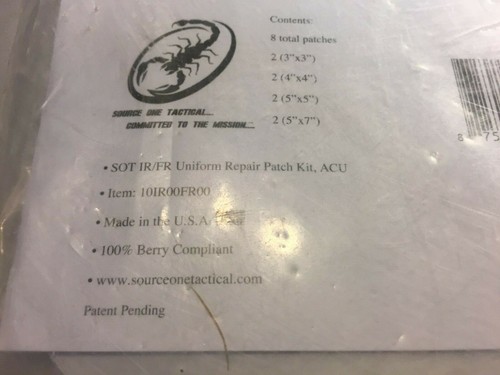 Contents:
8 total patches
2 (3"x3")
2 (4"x4")
2 (5"x5")
2 (5"x7")
SOURCE ONE TACTICAL...
COMMITTED TO THE MISSION...
• SOT IR/FR Uniform Repair Patch Kit, ACU
• Item: 10IR00FR00
• Made in the U.S.A.
• 100% Berry Compliant
• www.sourceonetactical.com
Patent Pending
8 75